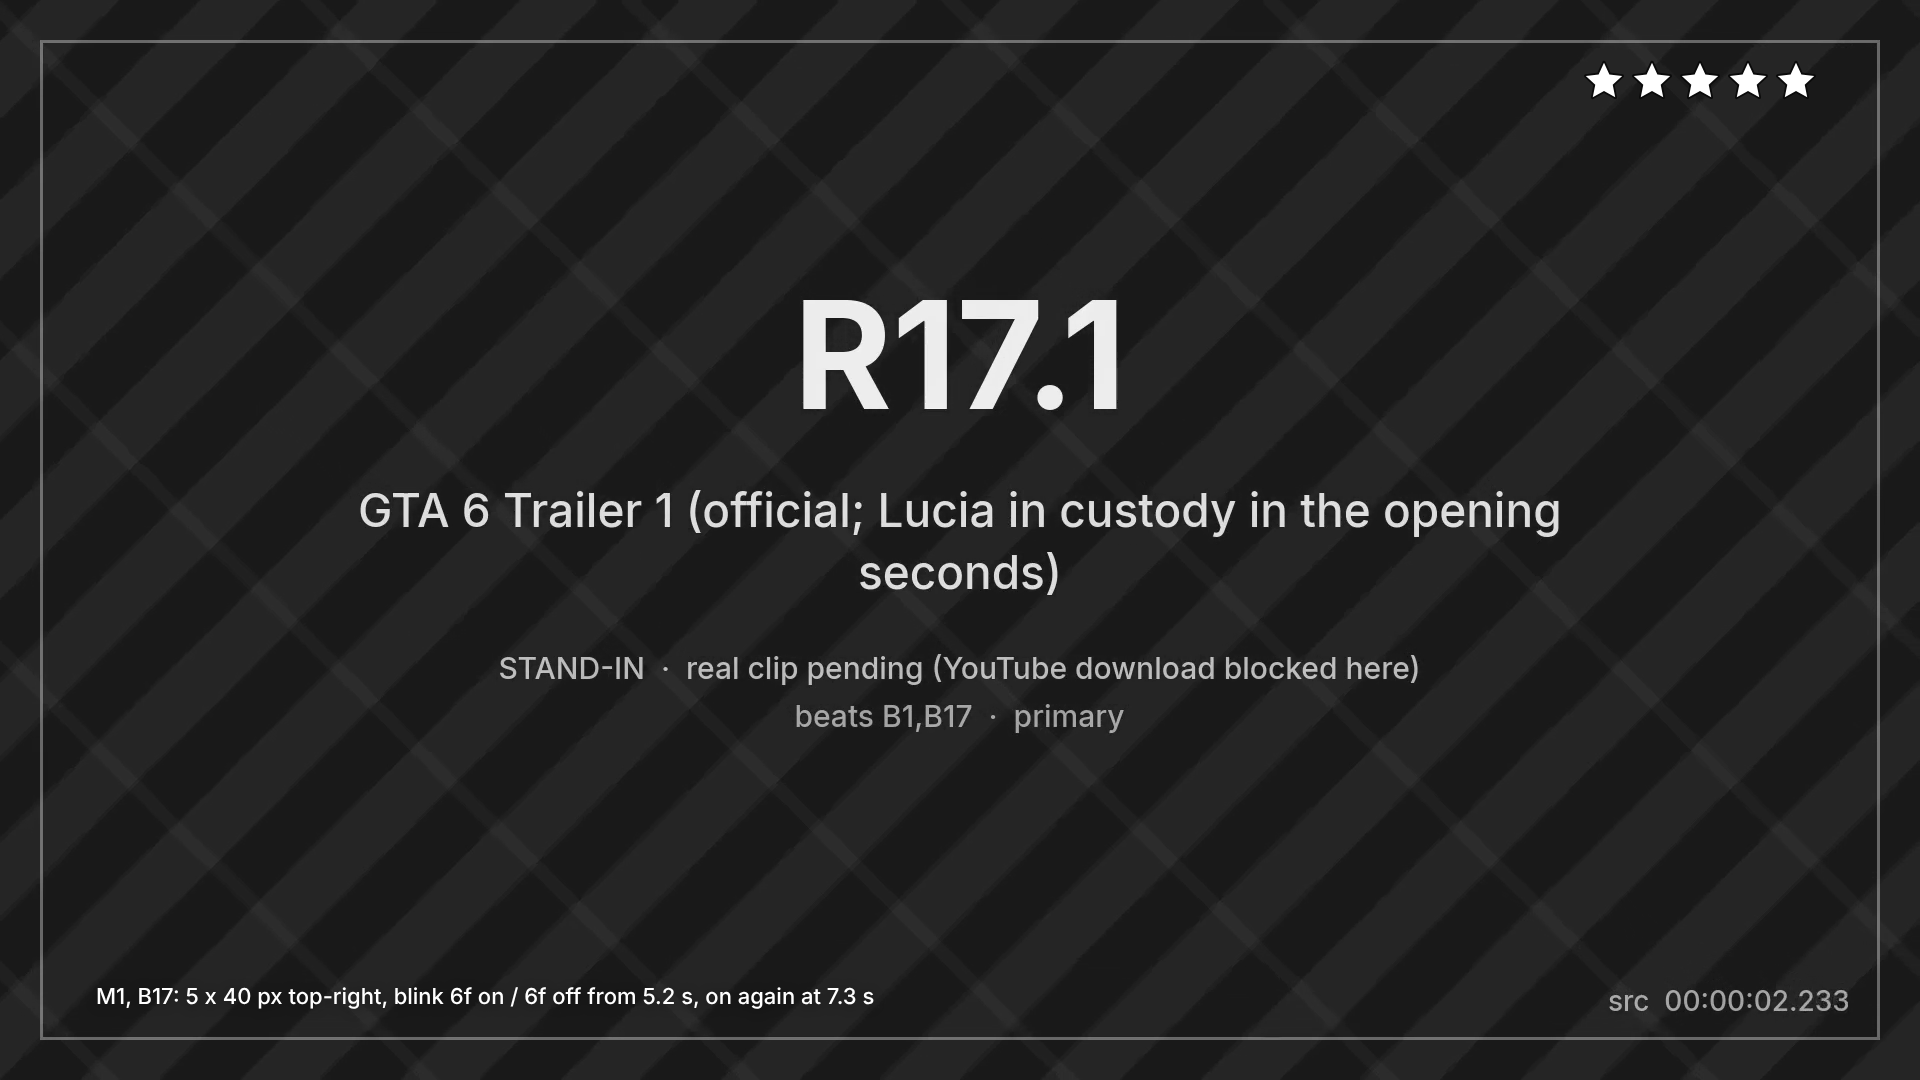 R17.1
GTA 6 Trailer 1 (official; Lucia in custody in the opening
seconds)
STAND-IN · real clip pending (YouTube download blocked here)
beats B1,B17 · primary
M1, B17: 5 x 40 px top-right, blink 6f on / 6f off from 5.2 s, on again at 7.3 s
src 00:00:02.233